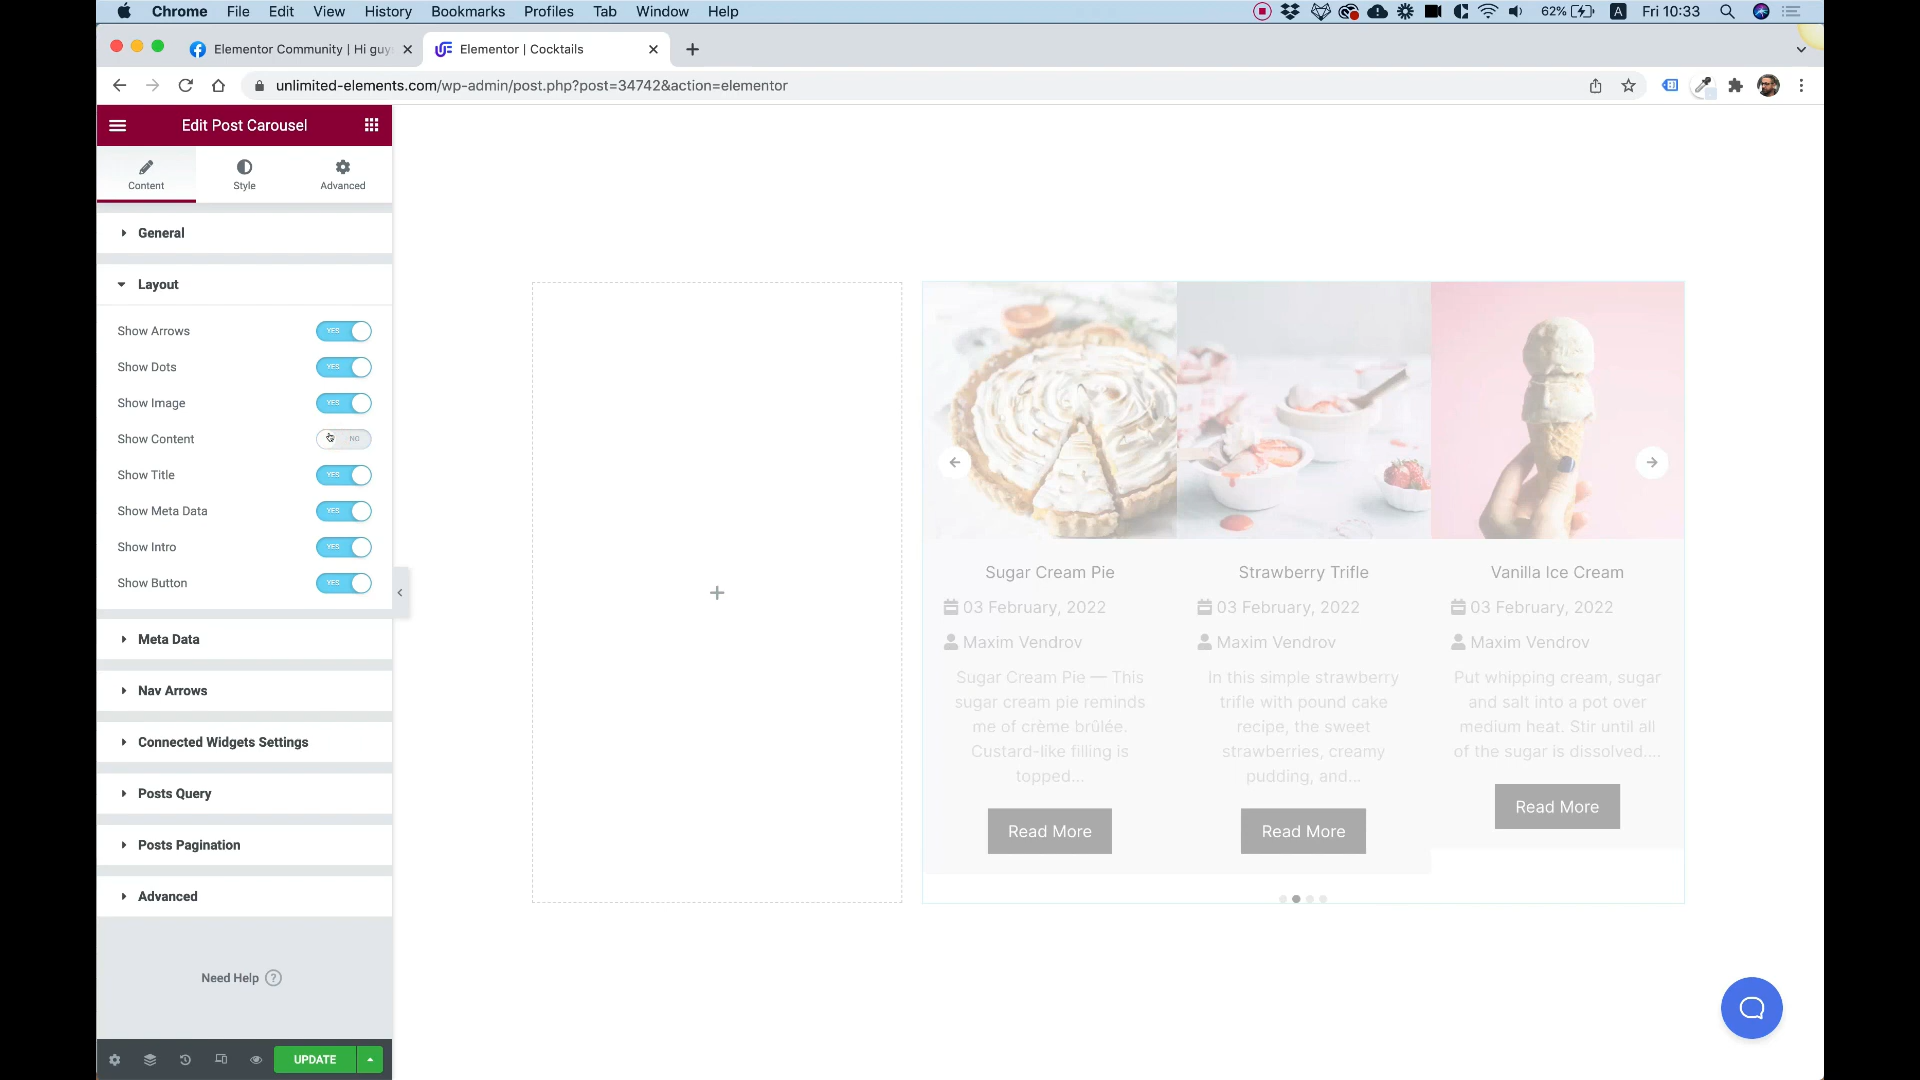 Chrome File Edit View History Bookmarks Profiles Tab Window Help 62% A Fri 10:33
Elementor Community | Hi guys Elementor | Cocktails
unlimited-elements.com/wp-admin/post.php?post=34742&action=elementor
Edit Post Carousel
Content Style Advanced
General
Layout
Show Arrows YES
Show Dots YES
Show Image YES
Show Content NO
Show Title YES
Show Meta Data YES
Show Intro YES
Show Button YES
Meta Data
Nav Arrows
Connected Widgets Settings
Posts Query
Posts Pagination
Advanced
Need Help ?
UPDATE
Sugar Cream Pie
03 February, 2022
Maxim Vendrov
Sugar Cream Pie — This
sugar cream pie reminds
me of crème brûlée.
Custard-like filling is
topped...
Read More
Strawberry Trifle
03 February, 2022
Maxim Vendrov
In this simple strawberry
trifle with pound cake
recipe, the sweet
strawberries, creamy
pudding, and...
Read More
Vanilla Ice Cream
03 February, 2022
Maxim Vendrov
Put whipping cream, sugar
and salt into a pot over
medium heat. Stir until all
of the sugar is dissolved....
Read More